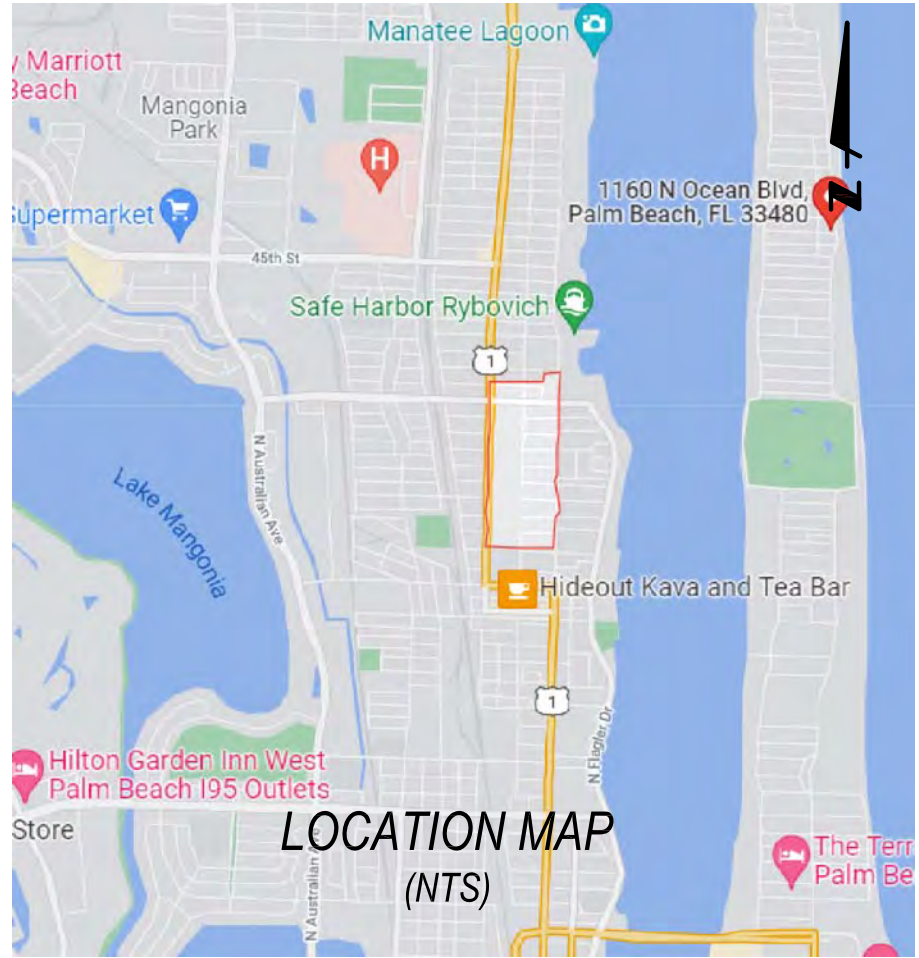 Manatee Lagoon
y Marriott
Beach
Mangonia
Park
H
1160 N Ocean Blvd,
Palm Beach, FL 33480
N
Supermarket
45th St
Safe Harbor Rybovich
1
N Australian Ave
Lake Mangonia
Hideout Kava and Tea Bar
1
N Flagler Dr
Hilton Garden Inn West
Palm Beach I95 Outlets
Store
LOCATION MAP
(NTS)
The Terr
Palm Be
N Australian Ave